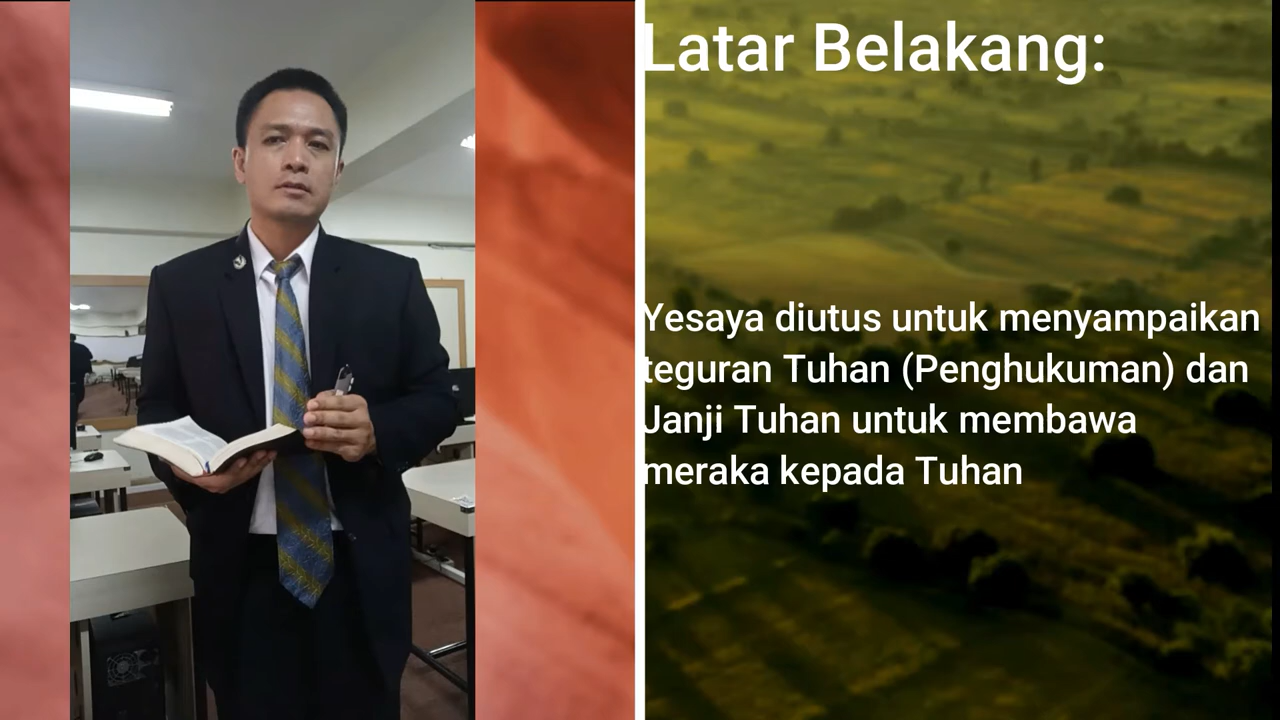 Latar Belakang:
Yesaya diutus untuk menyampaikan
teguran Tuhan (Penghukuman) dan
Janji Tuhan untuk membawa
meraka kepada Tuhan